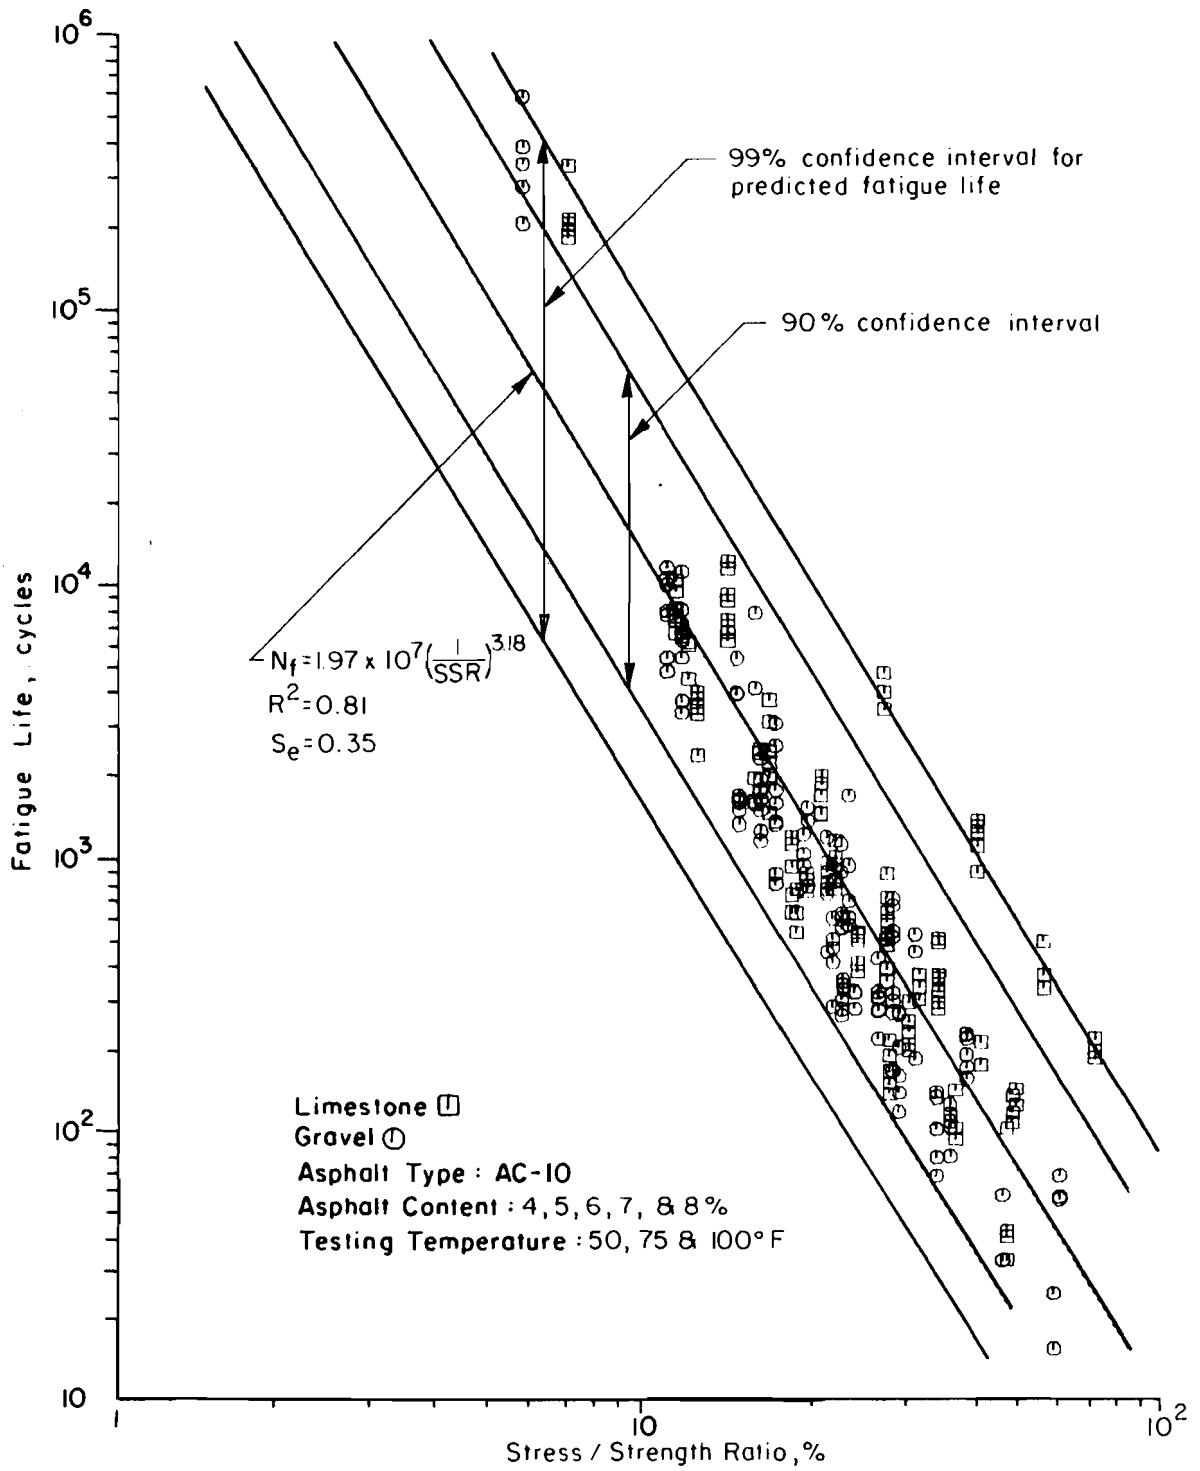 10^6
10^5
10^4
10^3
10^2
10
Fatigue Life, cycles
99% confidence interval for
predicted fatigue life
90% confidence interval
N_f = 1.97 x 10^7 (1/SSR)^3.18
R^2 = 0.81
S_e = 0.35
Limestone
Gravel
Asphalt Type : AC-10
Asphalt Content : 4, 5, 6, 7, & 8%
Testing Temperature : 50, 75 & 100°F
1
10
10^2
Stress / Strength Ratio, %